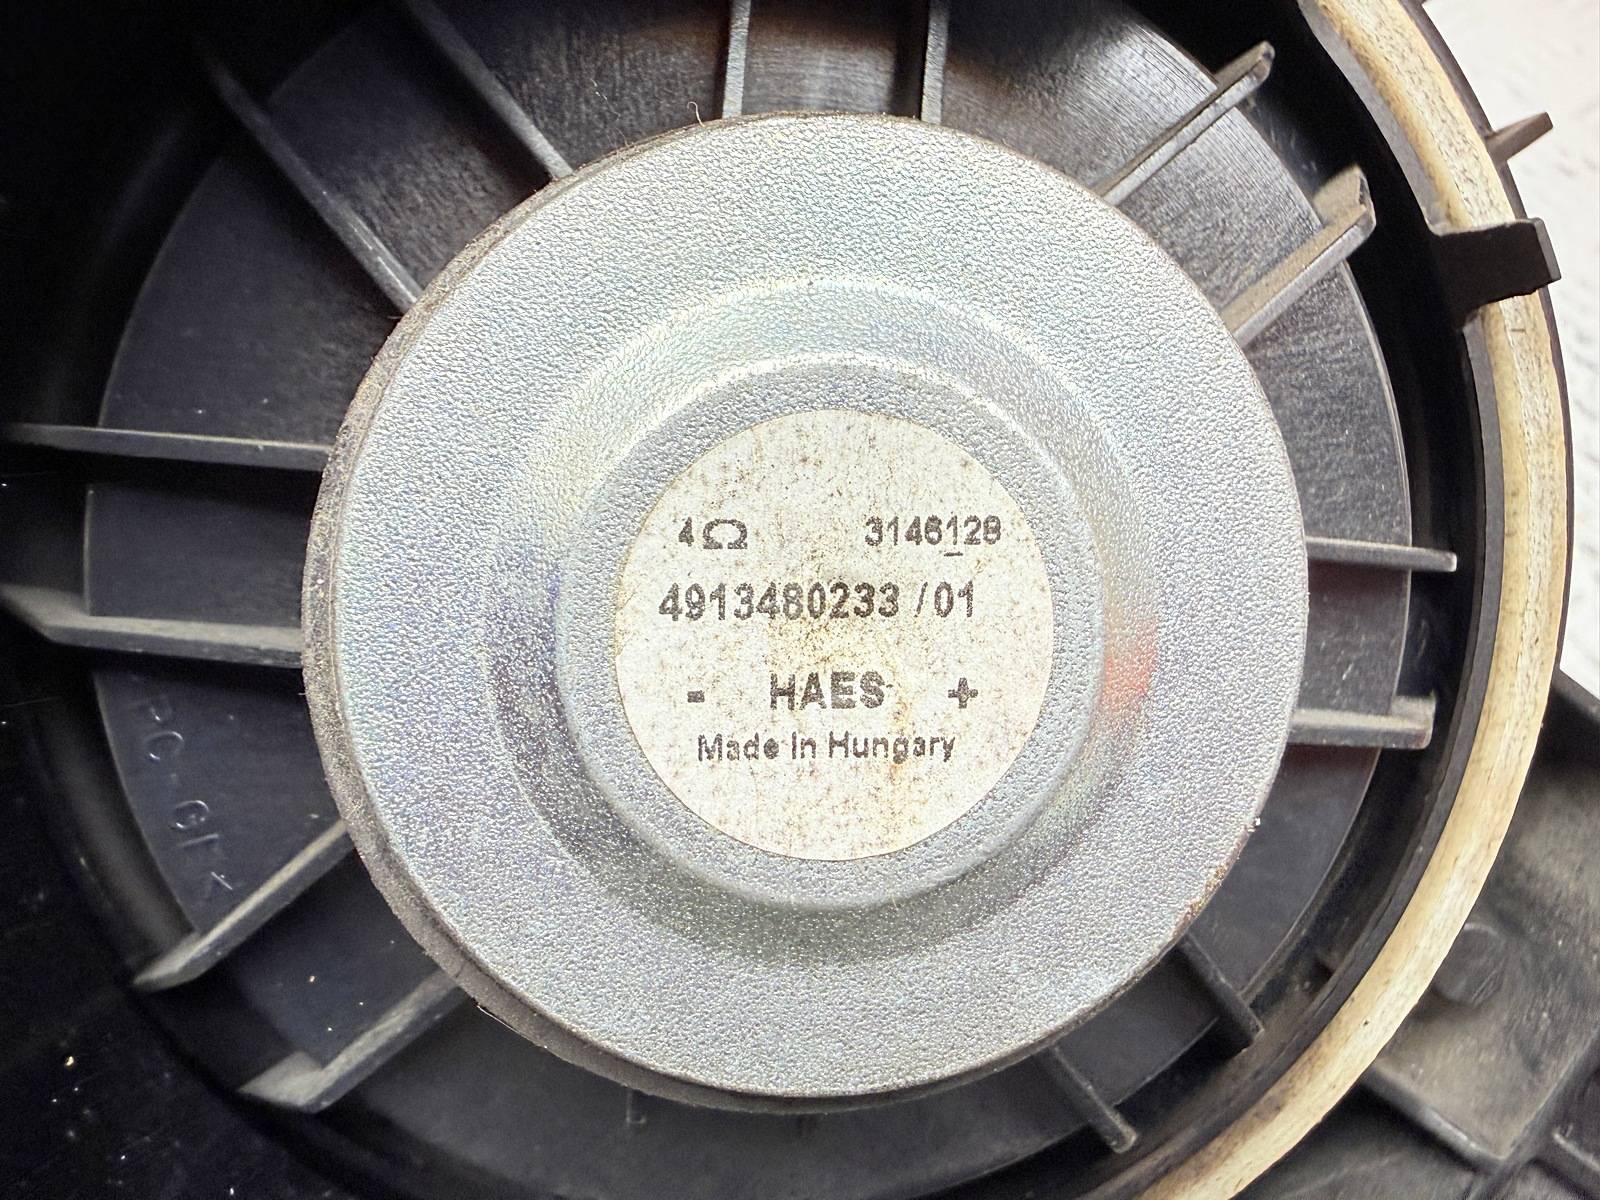 4Ω 3146128
4913480233 /01
- HAES +
Made In Hungary